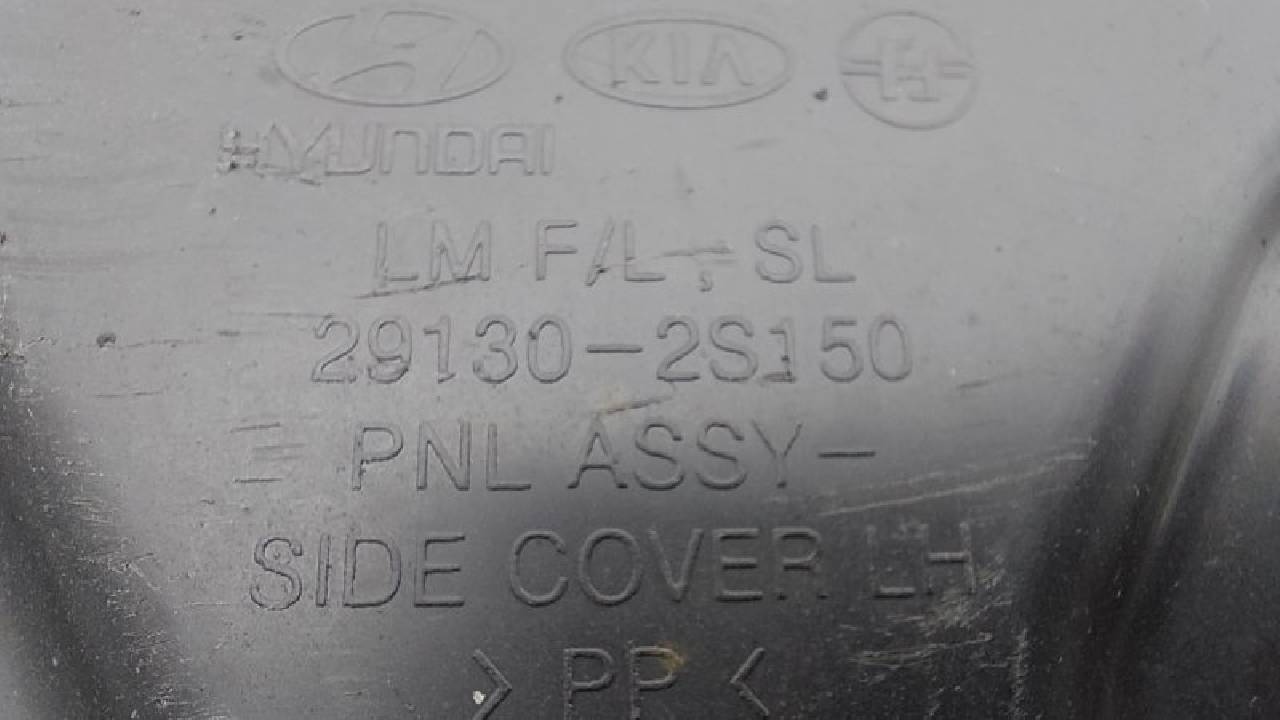 KIA H
HYUNDAI
LM F/L, SL
29130-2S150
PNL ASSY-
SIDE COVER LH
>PP<